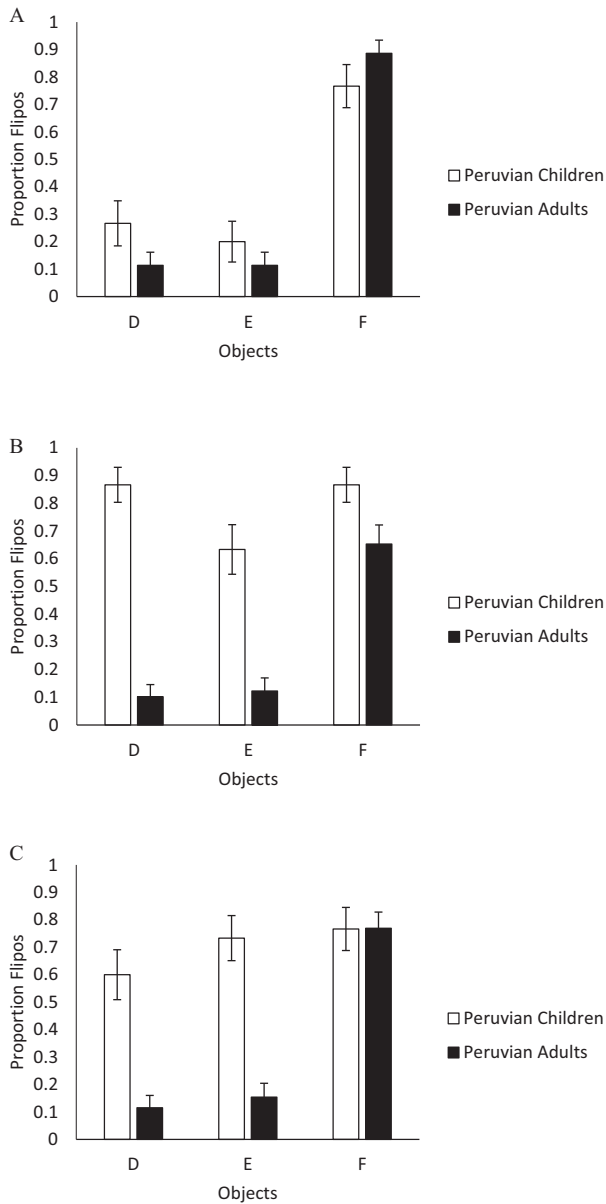 A
Proportion Flipos
1
0.9
0.8
0.7
0.6
0.5
0.4
0.3
0.2
0.1
0
D E F
Objects
Peruvian Children
Peruvian Adults
B
Proportion Flipos
1
0.9
0.8
0.7
0.6
0.5
0.4
0.3
0.2
0.1
0
D E F
Objects
Peruvian Children
Peruvian Adults
C
Proportion Flipos
1
0.9
0.8
0.7
0.6
0.5
0.4
0.3
0.2
0.1
0
D E F
Objects
Peruvian Children
Peruvian Adults